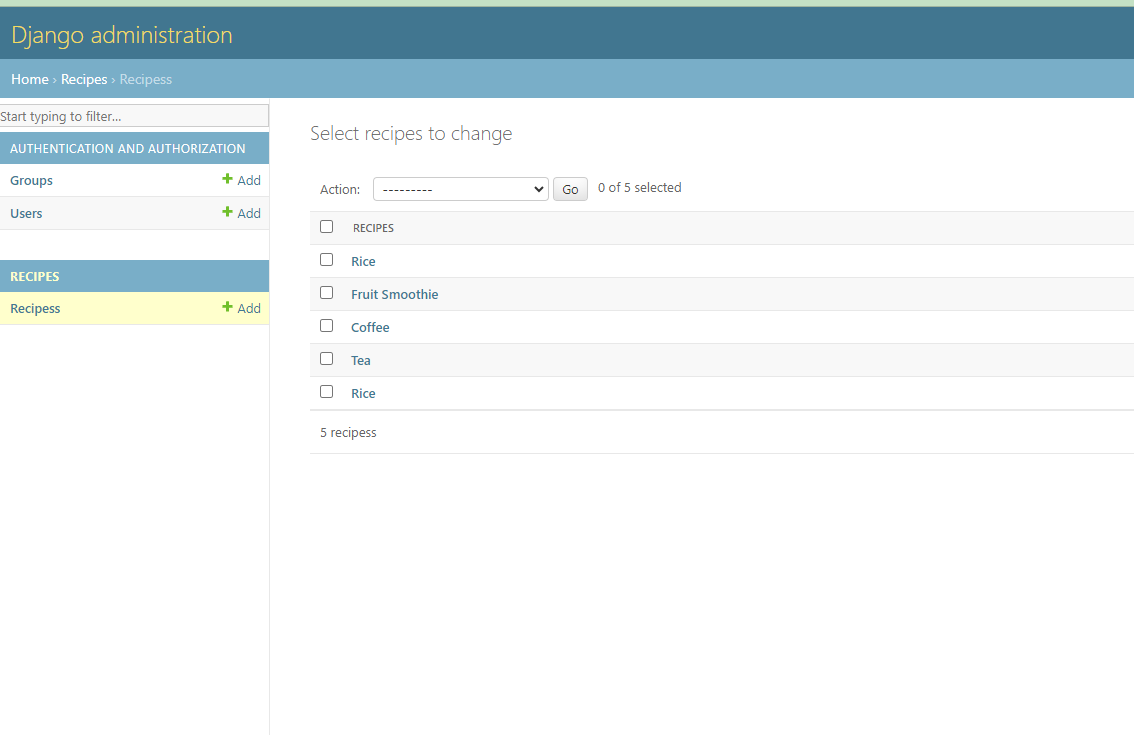 Django administration
Home › Recipes › Recipess
Start typing to filter...
AUTHENTICATION AND AUTHORIZATION
Groups + Add
Users + Add
RECIPES
Recipess + Add
Select recipes to change
Action: --------- Go 0 of 5 selected
RECIPES
Rice
Fruit Smoothie
Coffee
Tea
Rice
5 recipess